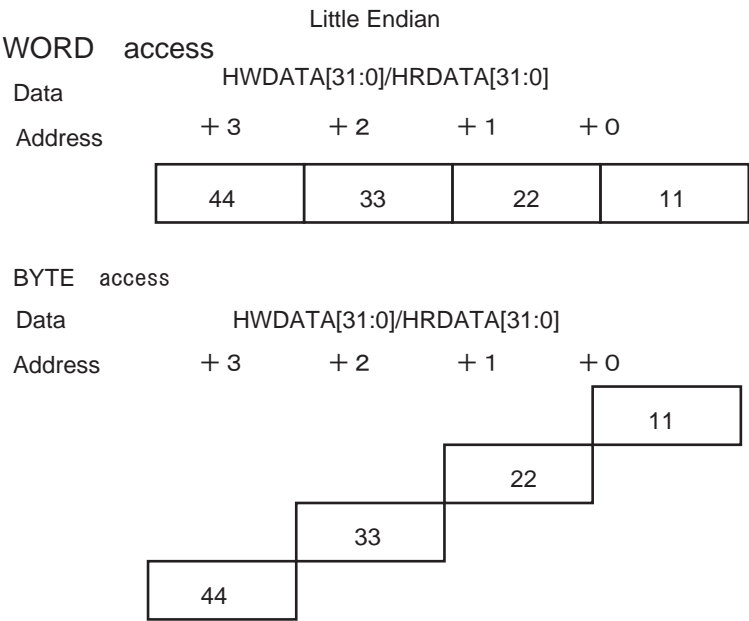 Little Endian
WORD access
Data HWDATA[31:0]/HRDATA[31:0]
Address ＋３ ＋２ ＋１ ＋０
44 33 22 11
BYTE access
Data HWDATA[31:0]/HRDATA[31:0]
Address ＋３ ＋２ ＋１ ＋０
11
22
33
44